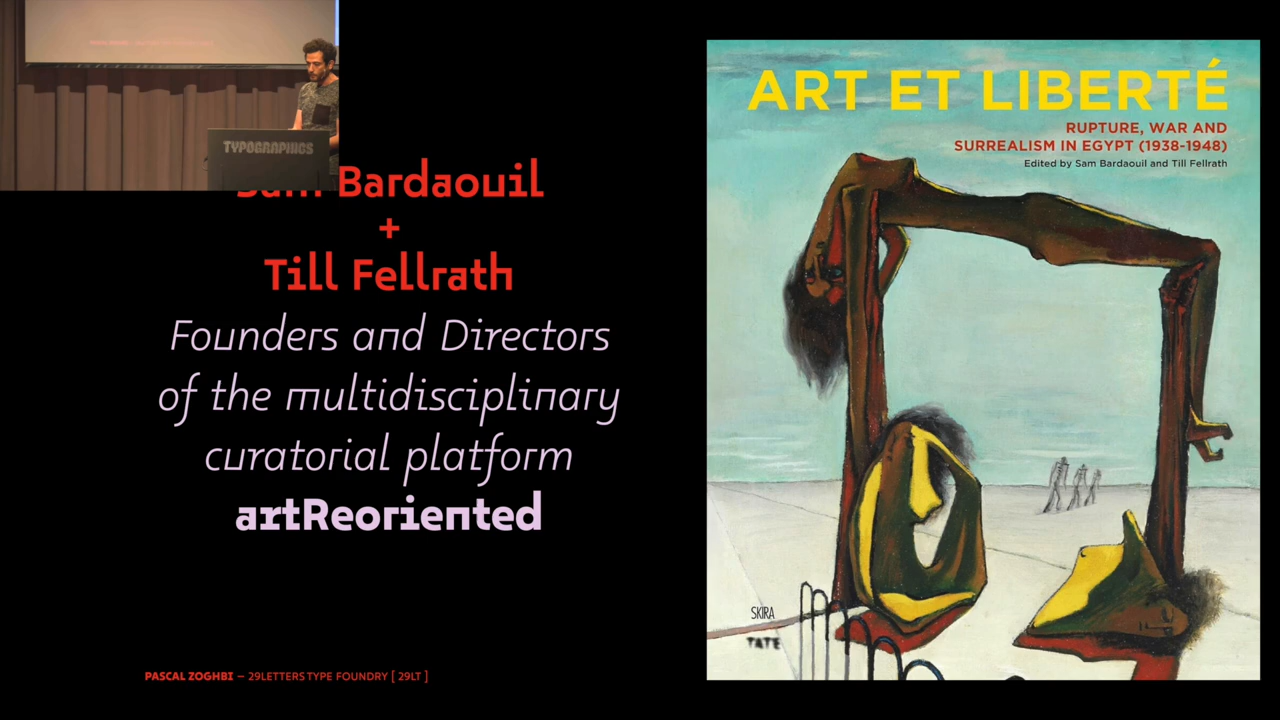 TYPOGRAPHICS
Sam Bardaouil
+
Till Fellrath
Founders and Directors
of the multidisciplinary
curatorial platform
artReoriented
PASCAL ZOGHBI – 29LETTERS TYPE FOUNDRY [ 29LT ]
ART ET LIBERTÉ
RUPTURE, WAR AND
SURREALISM IN EGYPT (1938-1948)
Edited by Sam Bardaouil and Till Fellrath
SKIRA
TATE